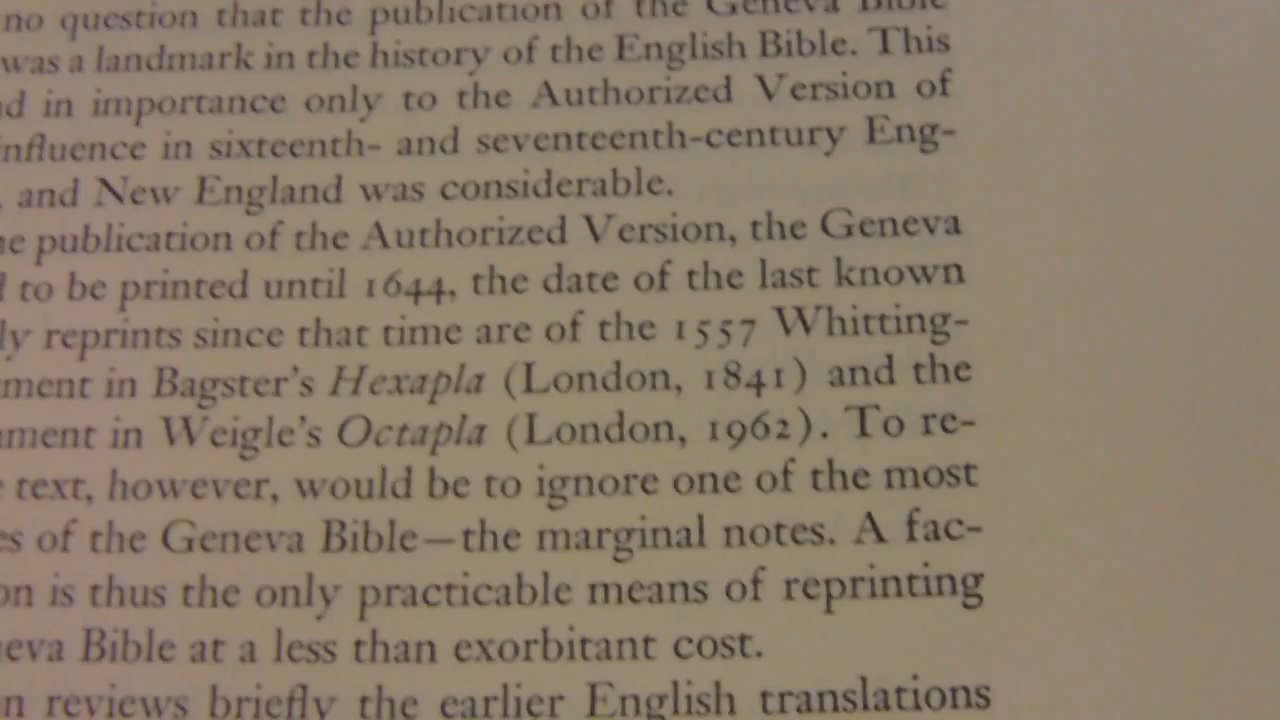 no question that the publication of the Geneva Bible
was a landmark in the history of the English Bible. This
in importance only to the Authorized Version of
influence in sixteenth- and seventeenth-century Eng-
, and New England was considerable.
publication of the Authorized Version, the Geneva
to be printed until 1644, the date of the last known
ly reprints since that time are of the 1557 Whitting-
ment in Bagster's Hexapla (London, 1841) and the
ment in Weigle's Octapla (London, 1962). To re-
text, however, would be to ignore one of the most
es of the Geneva Bible—the marginal notes. A fac-
on is thus the only practicable means of reprinting
eva Bible at a less than exorbitant cost.
n reviews briefly the earlier English translations